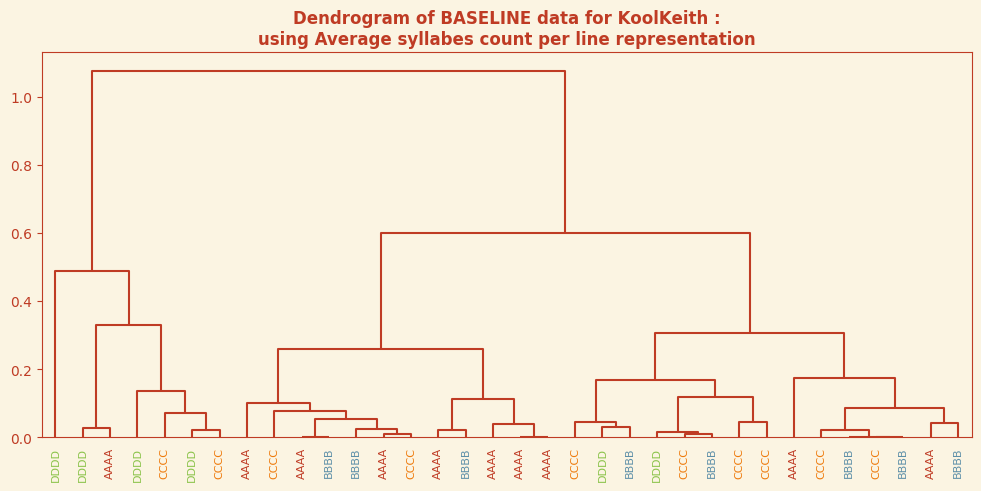 Dendrogram of BASELINE data for KoolKeith :
using Average syllabes count per line representation
1.0
0.8
0.6
0.4
0.2
0.0
DDDD
DDDD
AAAA
DDDD
CCCC
DDDD
CCCC
AAAA
CCCC
AAAA
BBBB
BBBB
AAAA
CCCC
AAAA
BBBB
AAAA
AAAA
AAAA
CCCC
DDDD
BBBB
DDDD
CCCC
BBBB
CCCC
CCCC
AAAA
CCCC
BBBB
CCCC
BBBB
AAAA
BBBB